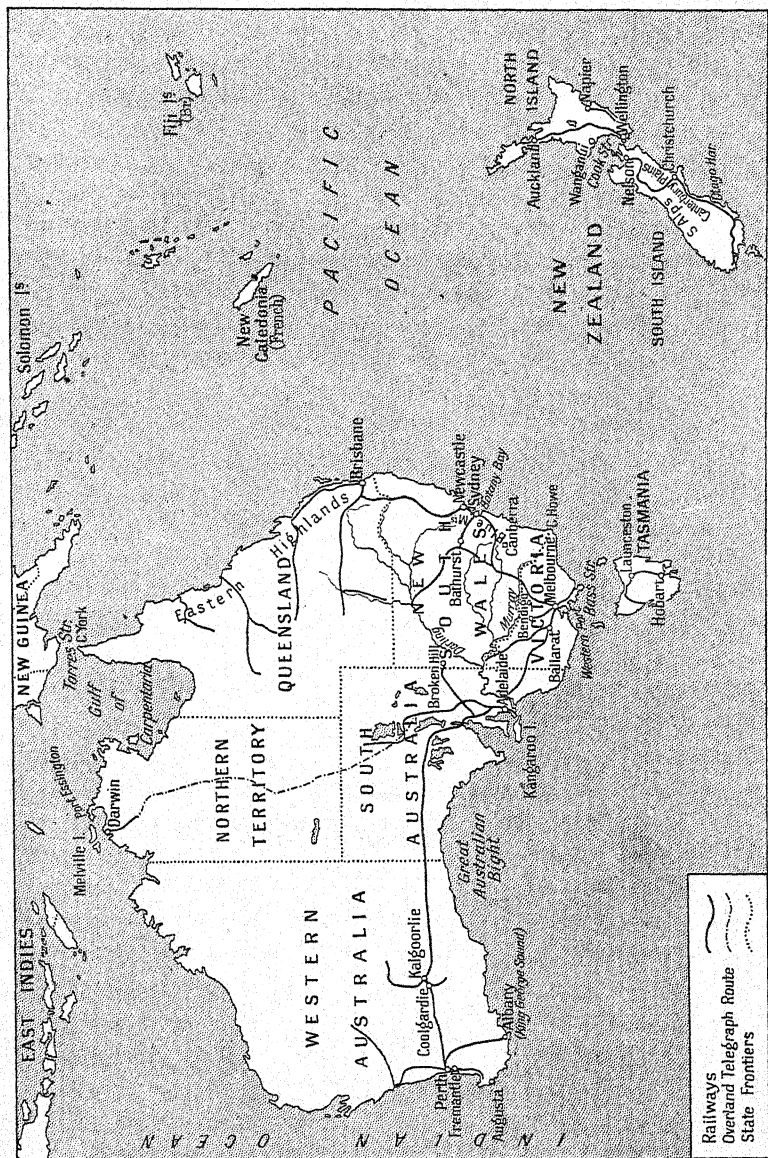 EAST INDIES
NEW GUINEA
Solomon Is
Fiji Is
(Br)
Melville I.
Port Essington
Darwin
Torres Str.
C. York
Gulf
of
Carpentaria
New
Caledonia
(French)
PACIFIC
OCEAN
NORTHERN
TERRITORY
QUEENSLAND
Eastern Highlands
Brisbane
WESTERN
AUSTRALIA
SOUTH
AUSTRALIA
Coolgardie
Kalgoorlie
Perth
Fremantle
Augusta
Albany
(King George Sound)
Great
Australian
Bight
INDIAN OCEAN
Broken Hill
Adelaide
Kangaroo I.
NEW
SOUTH
WALES
Bathurst
Newcastle
Sydney
Botany Bay
Canberra
Murray
Bendigo
VICTORIA
C. Howe
Melbourne
Ballarat
Western Port
Bass Str.
Launceston
TASMANIA
Hobart
NORTH
ISLAND
Auckland
Napier
Wanganui
Wellington
Cook Str.
Nelson
Christchurch
Canterbury Plains
S. Alps
Otago Har.
NEW
ZEALAND
SOUTH ISLAND
Railways
Overland Telegraph Route
State Frontiers